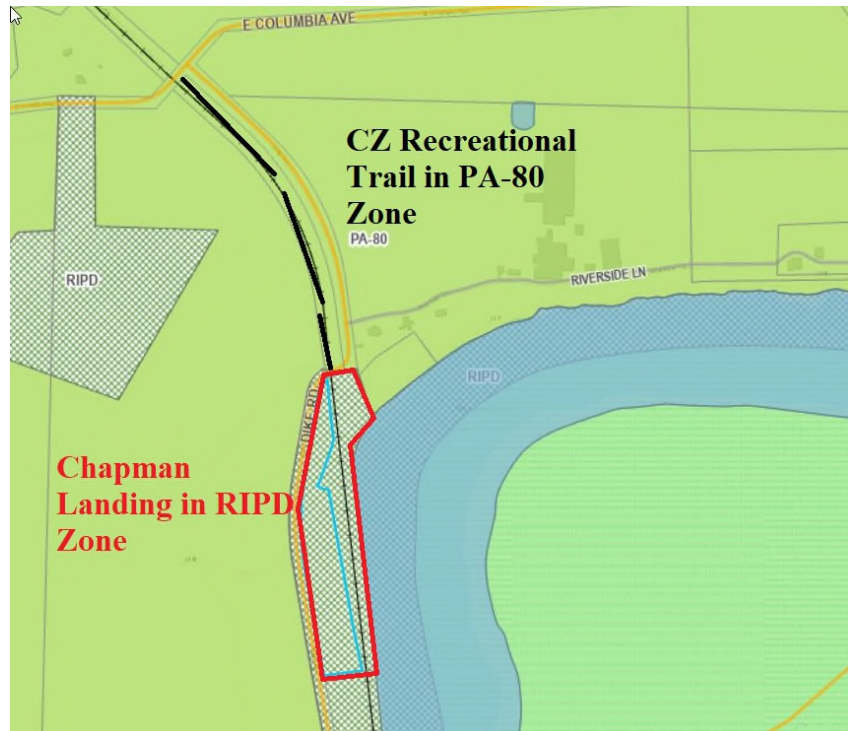 E COLUMBIA AVE
CZ Recreational
Trail in PA-80
Zone
PA-80
RIPD
RIVERSIDE LN
RIPD
DIKE RD
Chapman
Landing in RIPD
Zone